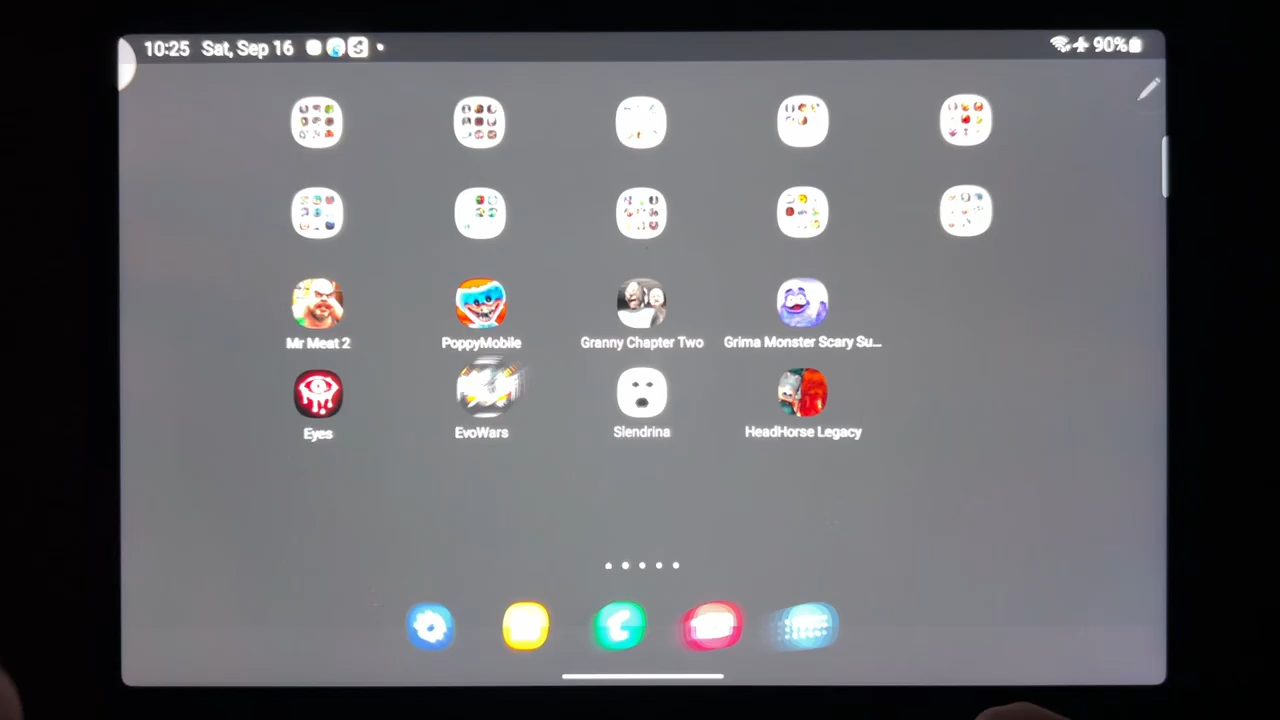 10:25 Sat, Sep 16 90%
Mr Meat 2 PoppyMobile Granny Chapter Two Grima Monster Scary Su...
Eyes EvoWars Slendrina HeadHorse Legacy